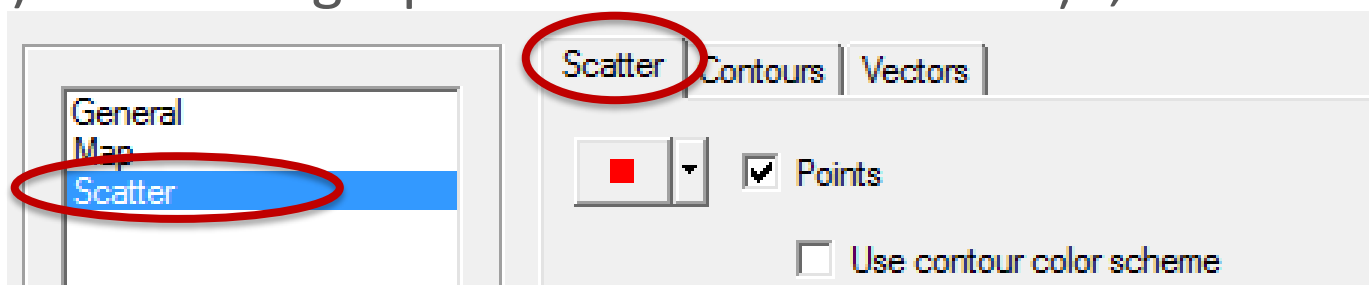 Scatter Contours Vectors
General
Map
Scatter
Points
Use contour color scheme